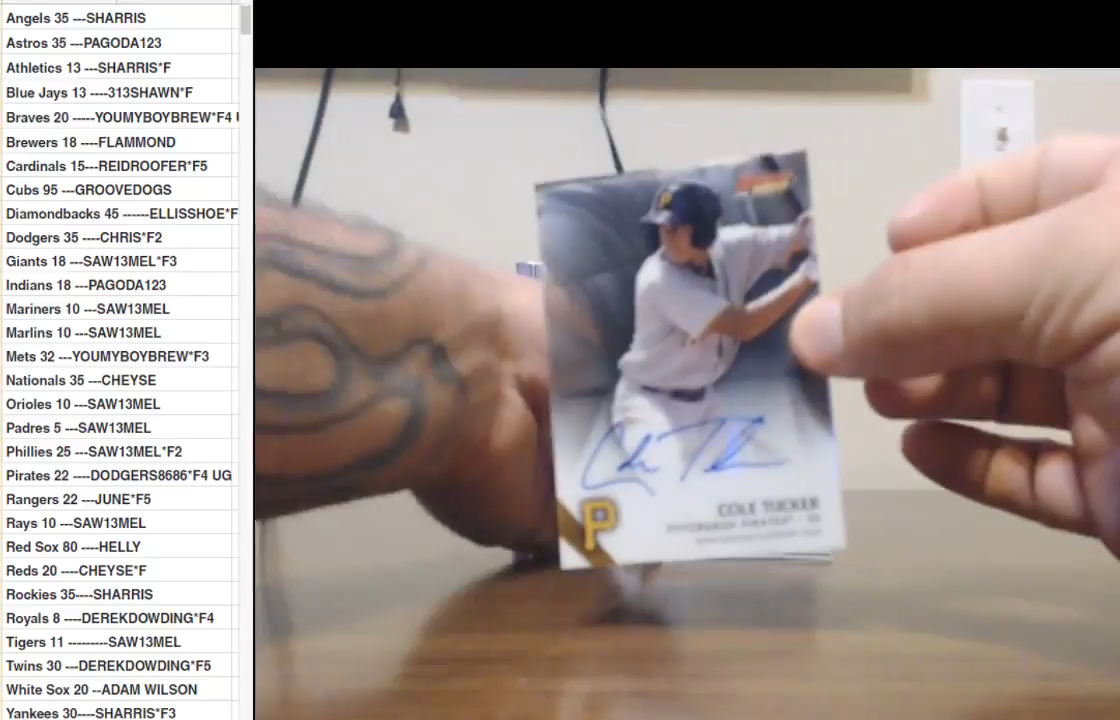 Angels 35 ---SHARRIS
Astros 35 ---PAGODA123
Athletics 13 ---SHARRIS*F
Blue Jays 13 ----313SHAWN*F
Braves 20 -----YOUMYBOYBREW*F4 U
Brewers 18 ----FLAMMOND
Cardinals 15---REIDROOFER*F5
Cubs 95 ---GROOVEDOGS
Diamondbacks 45 ------ELLISSHOE*F
Dodgers 35 ----CHRIS*F2
Giants 18 ---SAW13MEL*F3
Indians 18 ---PAGODA123
Mariners 10 ---SAW13MEL
Marlins 10 ---SAW13MEL
Mets 32 ---YOUMYBOYBREW*F3
Nationals 35 ---CHEYSE
Orioles 10 ---SAW13MEL
Padres 5 ---SAW13MEL
Phillies 25 ---SAW13MEL*F2
Pirates 22 ----DODGERS8686*F4 UG
Rangers 22 ---JUNE*F5
Rays 10 ---SAW13MEL
Red Sox 80 ----HELLY
Reds 20 ----CHEYSE*F
Rockies 35----SHARRIS
Royals 8 ----DEREKDOWDING*F4
Tigers 11 ---------SAW13MEL
Twins 30 ---DEREKDOWDING*F5
White Sox 20 --ADAM WILSON
Yankees 30----SHARRIS*F3
P
P
COLE TUCKER
PITTSBURGH PIRATES